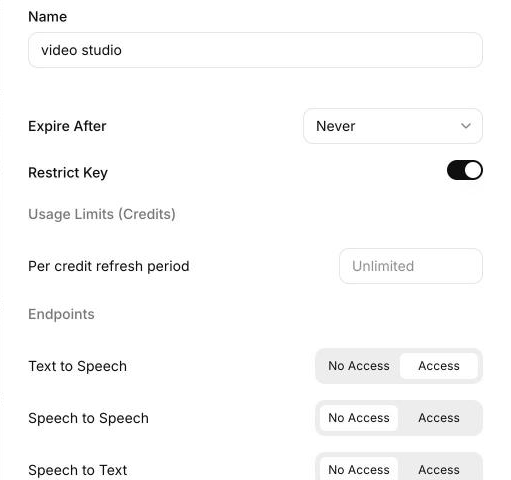 Name
video studio
Expire After Never
Restrict Key
Usage Limits (Credits)
Per credit refresh period Unlimited
Endpoints
Text to Speech No Access Access
Speech to Speech No Access Access
Speech to Text No Access Access